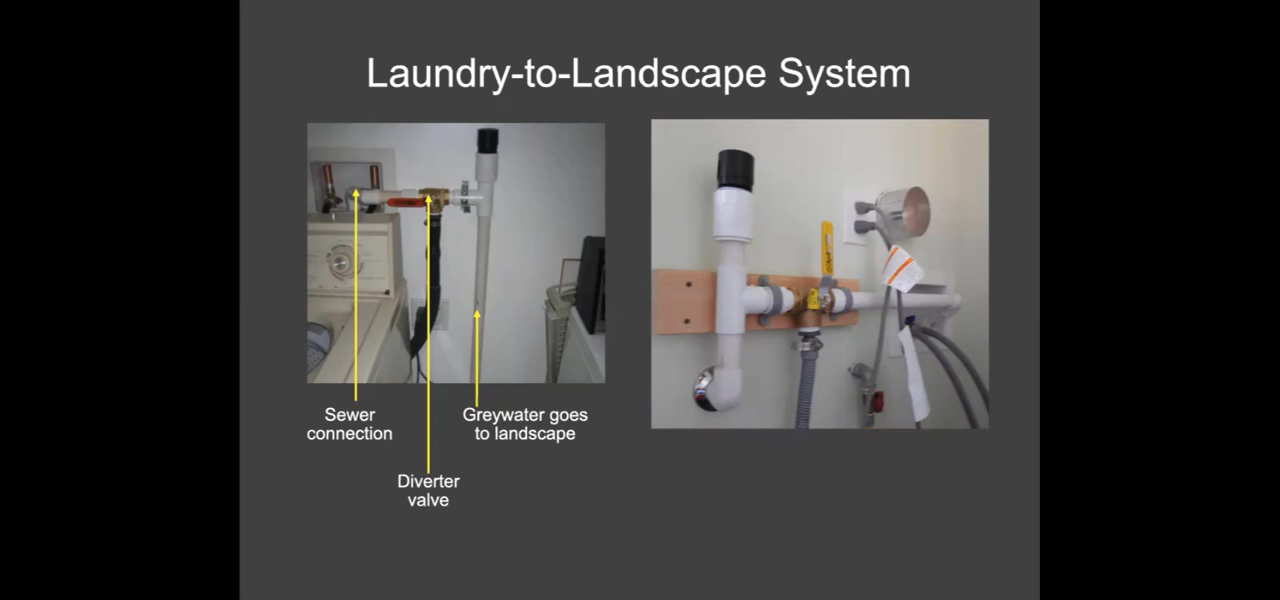 Laundry-to-Landscape System
Sewer
connection
Greywater goes
to landscape
Diverter
valve